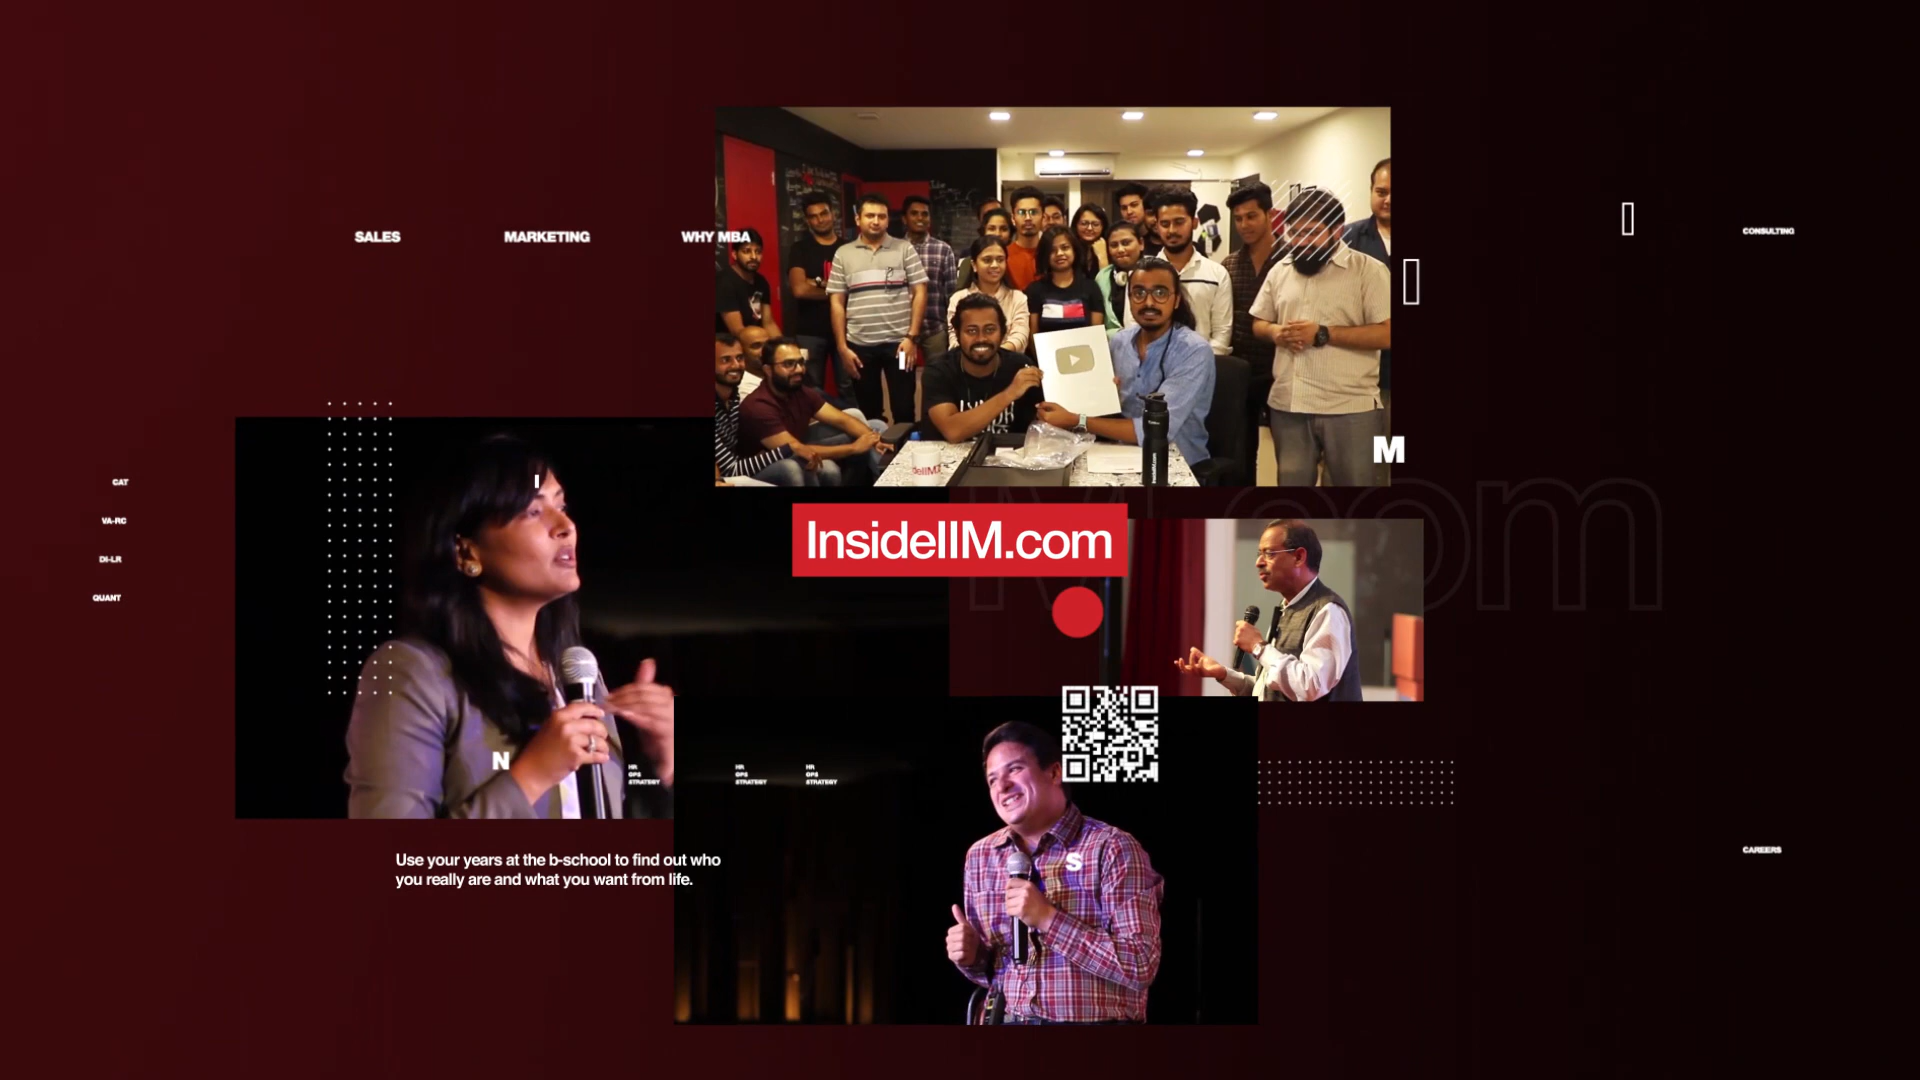 SALES
MARKETING
WHY MBA
CONSULTING
M
CAT
VA-RC
DI-LR
QUANT
I
InsideIIM.com
M.com
N
HR
OPS
STRATEGY
HR
OPS
STRATEGY
HR
OPS
STRATEGY
S
CAREERS
Use your years at the b-school to find out who
you really are and what you want from life.